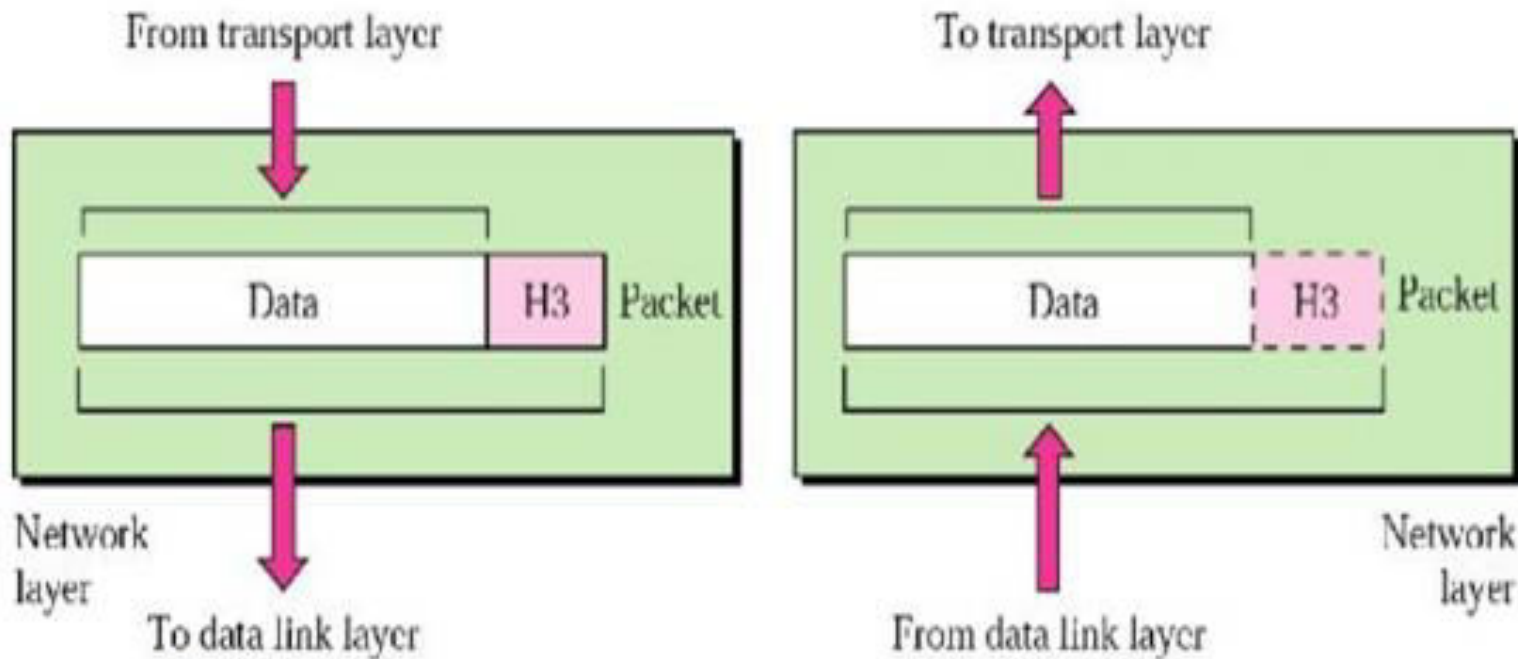 From transport layer
Data
H3
Packet
Network
layer
To data link layer
To transport layer
Data
H3
Packet
Network
layer
From data link layer